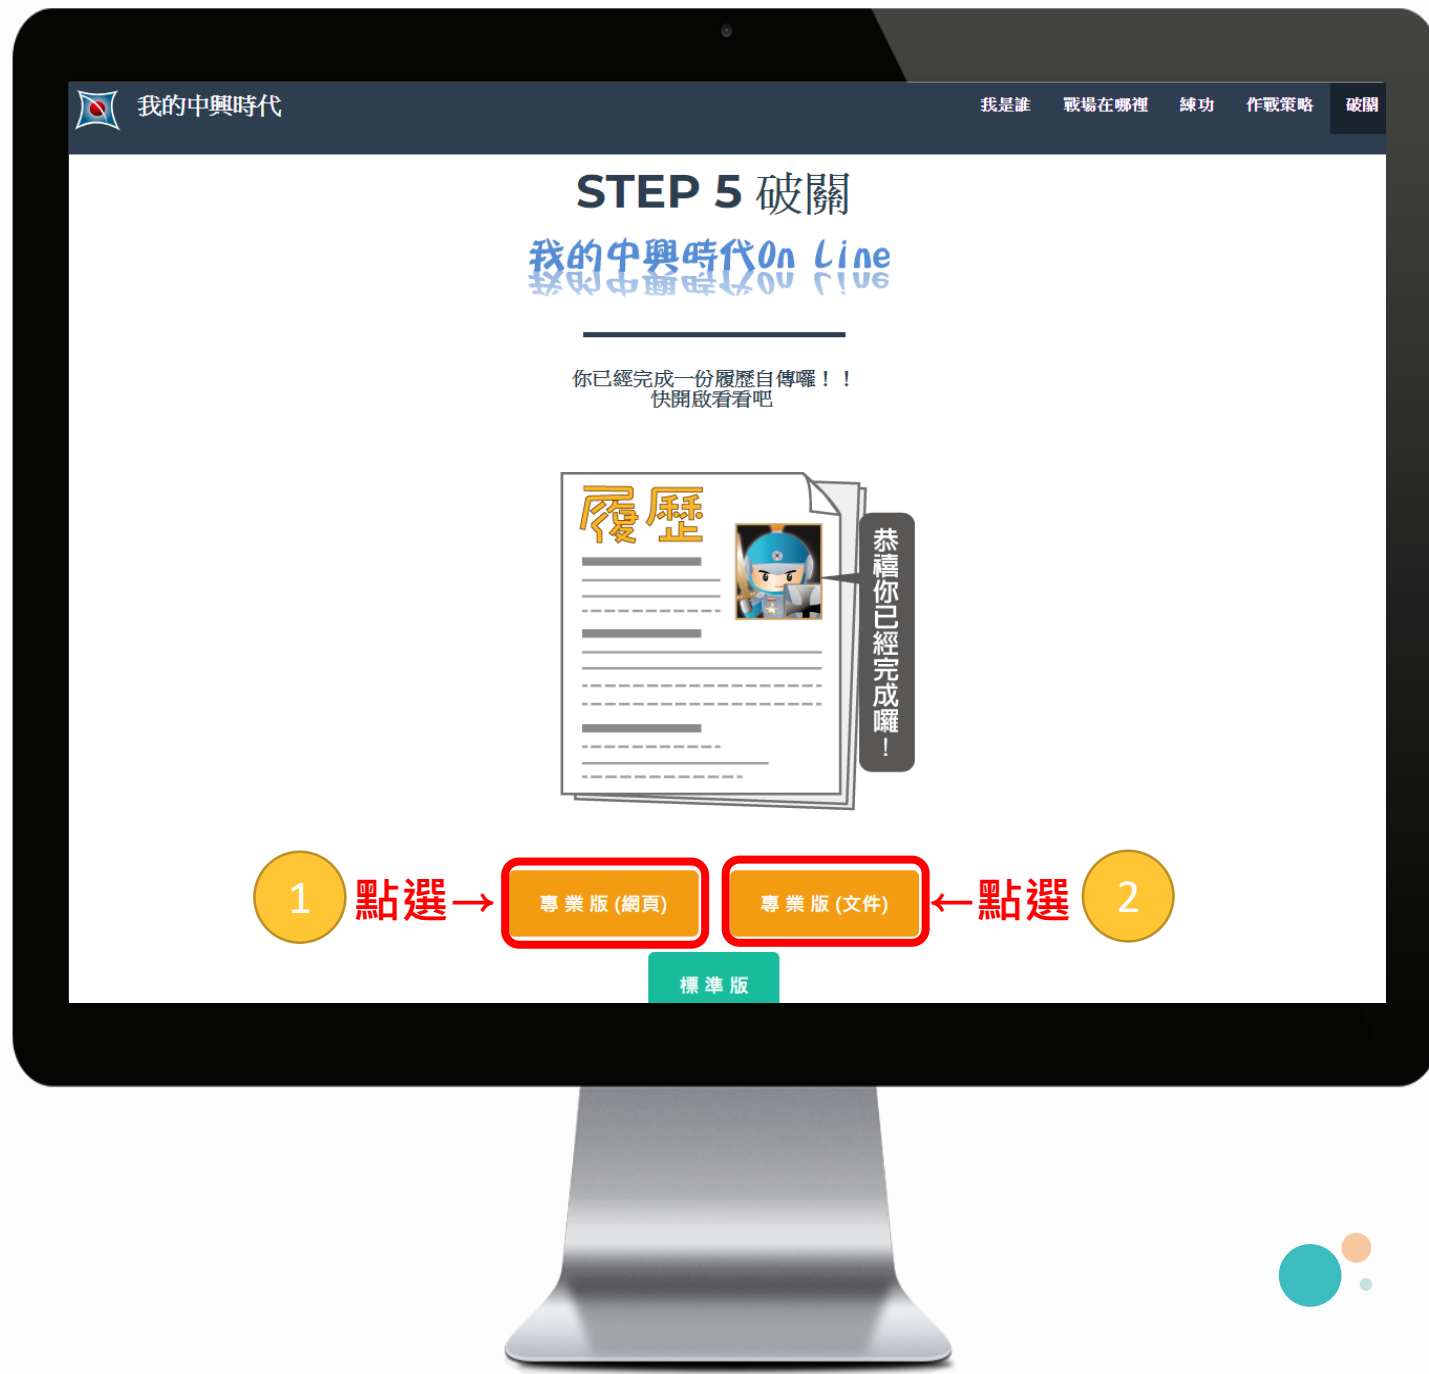 我的中興時代
我是誰 戰場在哪裡 練功 作戰策略 破關
STEP 5 破關
我的中興時代On Line
你已經完成一份履歷自傳囉！！
快開啟看看吧
履歷
恭禧你已經完成囉！
1 點選→ 專業版(網頁) 專業版(文件) ←點選 2
標準版